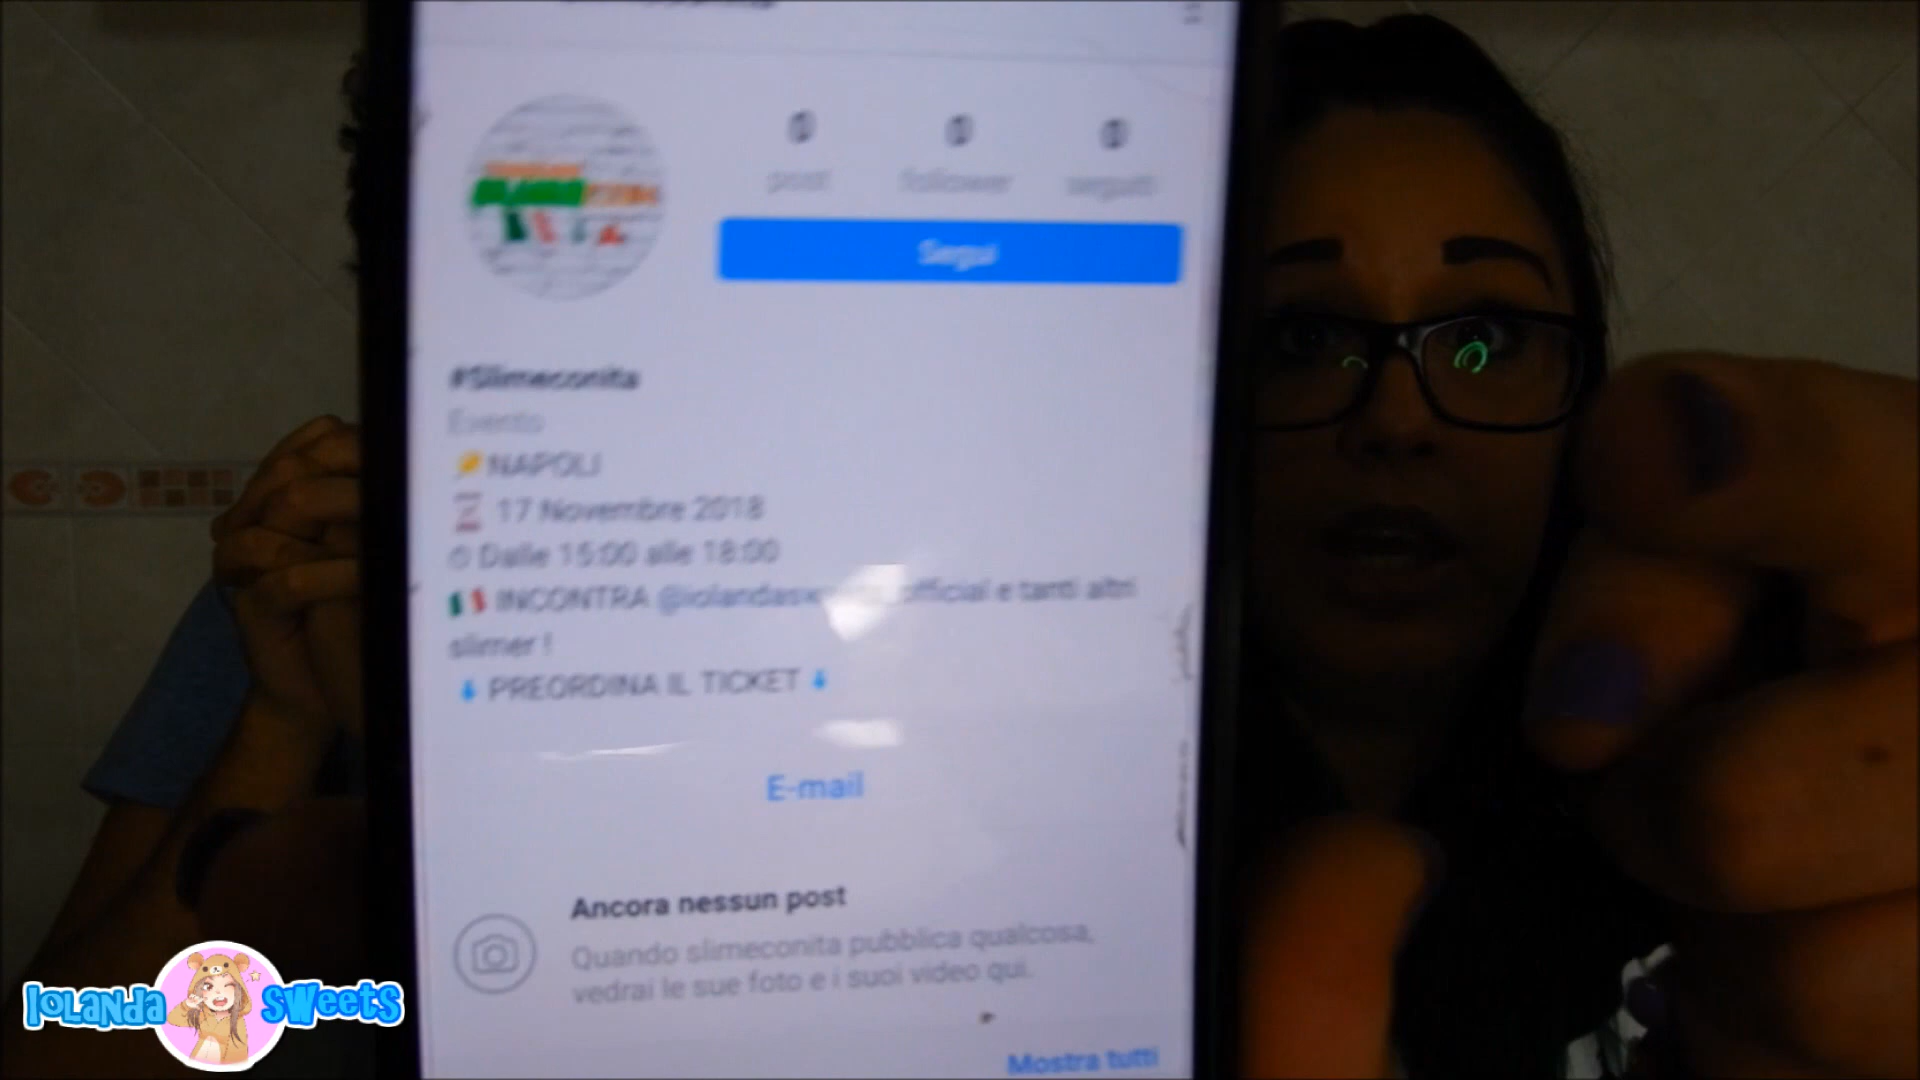 0 0 0
post follower seguiti
Segui
#Slimeconita
Evento
NAPOLI
17 Novembre 2018
Dalle 15:00 alle 18:00
INCONTRA official e tanti altri
slimer !
PREORDINA IL TICKET
E-mail
Ancora nessun post
Quando slimeconita pubblica qualcosa,
vedrai le sue foto e i suoi video qui.
Mostra tutti
Iolanda Sweets